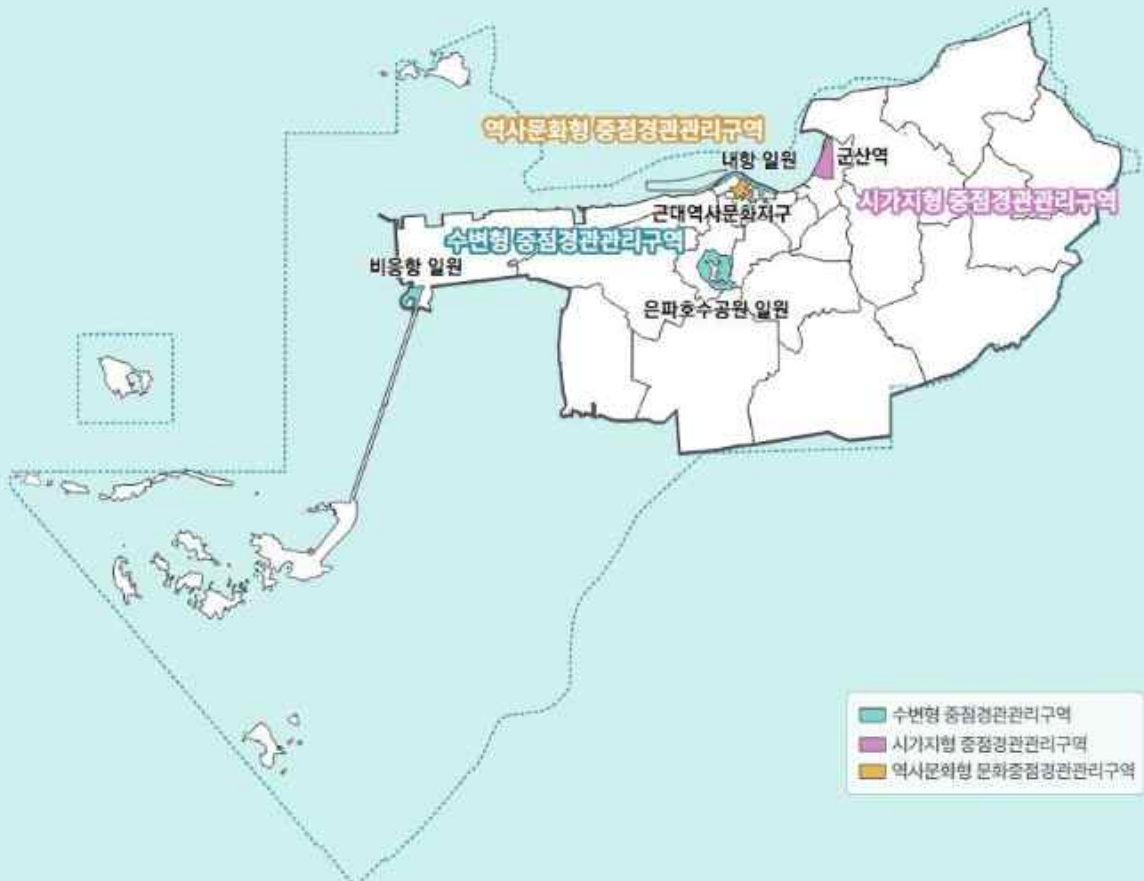 역사문화형 중점경관관리구역
내항 일원
군산역
시가지형 중점경관관리구역
근대역사문화지구
수변형 중점경관관리구역
비응항 일원
은파호수공원 일원
수변형 중점경관관리구역
시가지형 중점경관관리구역
역사문화형 문화중점경관관리구역